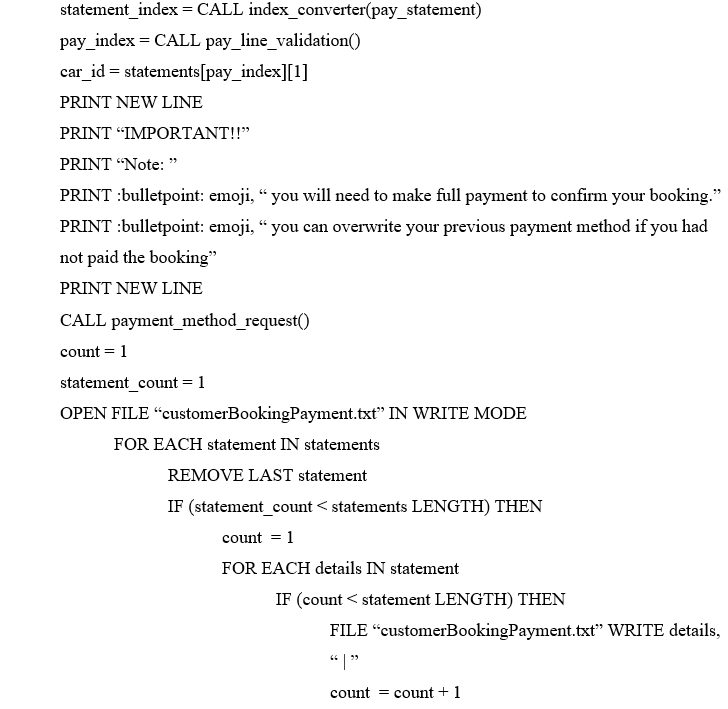 statement_index = CALL index_converter(pay_statement)
pay_index = CALL pay_line_validation()
car_id = statements[pay_index][1]
PRINT NEW LINE
PRINT “IMPORTANT!!”
PRINT “Note: ”
PRINT :bulletpoint: emoji, “ you will need to make full payment to confirm your booking.”
PRINT :bulletpoint: emoji, “ you can overwrite your previous payment method if you had
not paid the booking”
PRINT NEW LINE
CALL payment_method_request()
count = 1
statement_count = 1
OPEN FILE “customerBookingPayment.txt” IN WRITE MODE
FOR EACH statement IN statements
REMOVE LAST statement
IF (statement_count < statements LENGTH) THEN
count  = 1
FOR EACH details IN statement
IF (count < statement LENGTH) THEN
FILE “customerBookingPayment.txt” WRITE details,
“ | ”
count  = count + 1